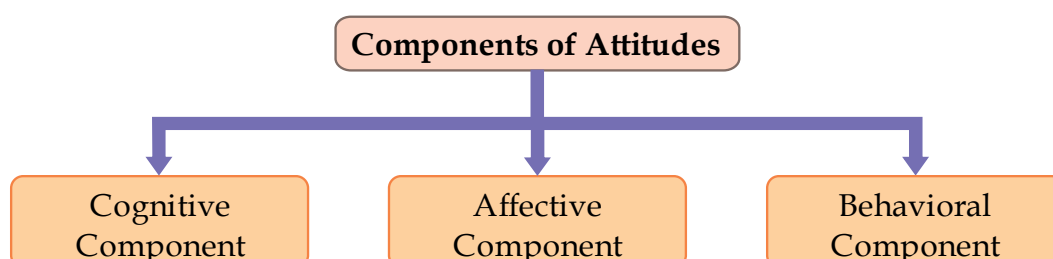 Components of Attitudes
Cognitive
Component
Affective
Component
Behavioral
Component